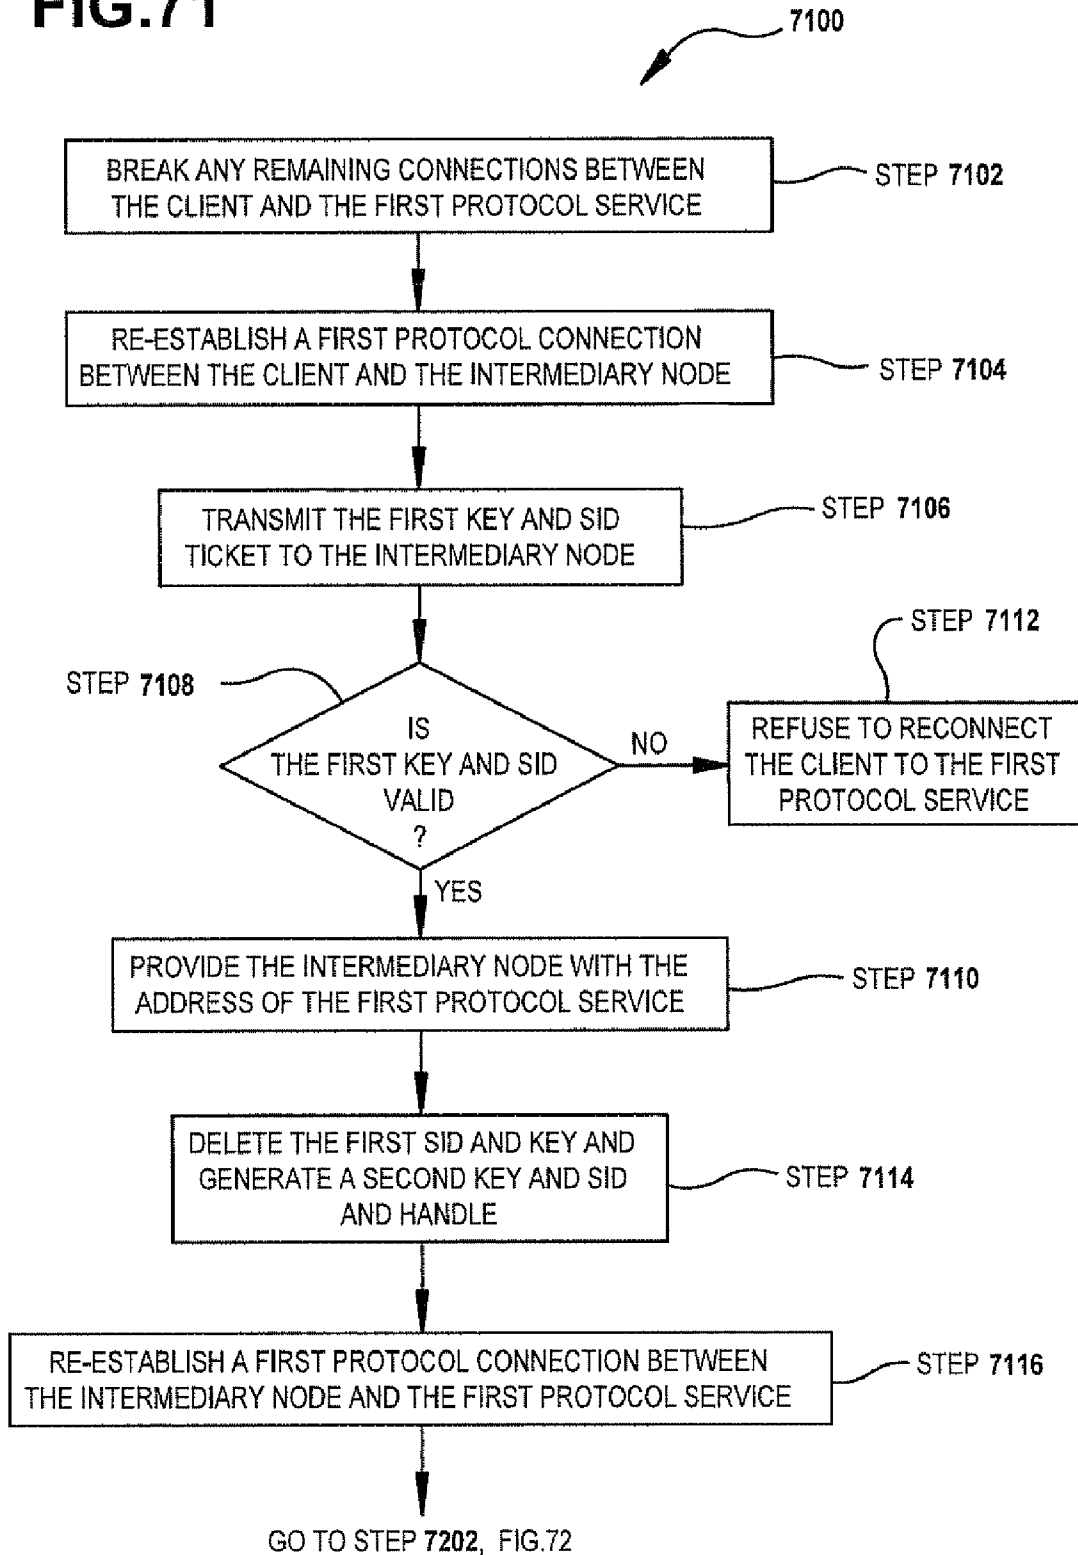 FIG.71
7100
BREAK ANY REMAINING CONNECTIONS BETWEEN
THE CLIENT AND THE FIRST PROTOCOL SERVICE
STEP 7102
RE-ESTABLISH A FIRST PROTOCOL CONNECTION
BETWEEN THE CLIENT AND THE INTERMEDIARY NODE
STEP 7104
TRANSMIT THE FIRST KEY AND SID
TICKET TO THE INTERMEDIARY NODE
STEP 7106
STEP 7108
IS
THE FIRST KEY AND SID
VALID
?
NO
STEP 7112
REFUSE TO RECONNECT
THE CLIENT TO THE FIRST
PROTOCOL SERVICE
YES
PROVIDE THE INTERMEDIARY NODE WITH THE
ADDRESS OF THE FIRST PROTOCOL SERVICE
STEP 7110
DELETE THE FIRST SID AND KEY AND
GENERATE A SECOND KEY AND SID
AND HANDLE
STEP 7114
RE-ESTABLISH A FIRST PROTOCOL CONNECTION BETWEEN
THE INTERMEDIARY NODE AND THE FIRST PROTOCOL SERVICE
STEP 7116
GO TO STEP 7202, FIG.72